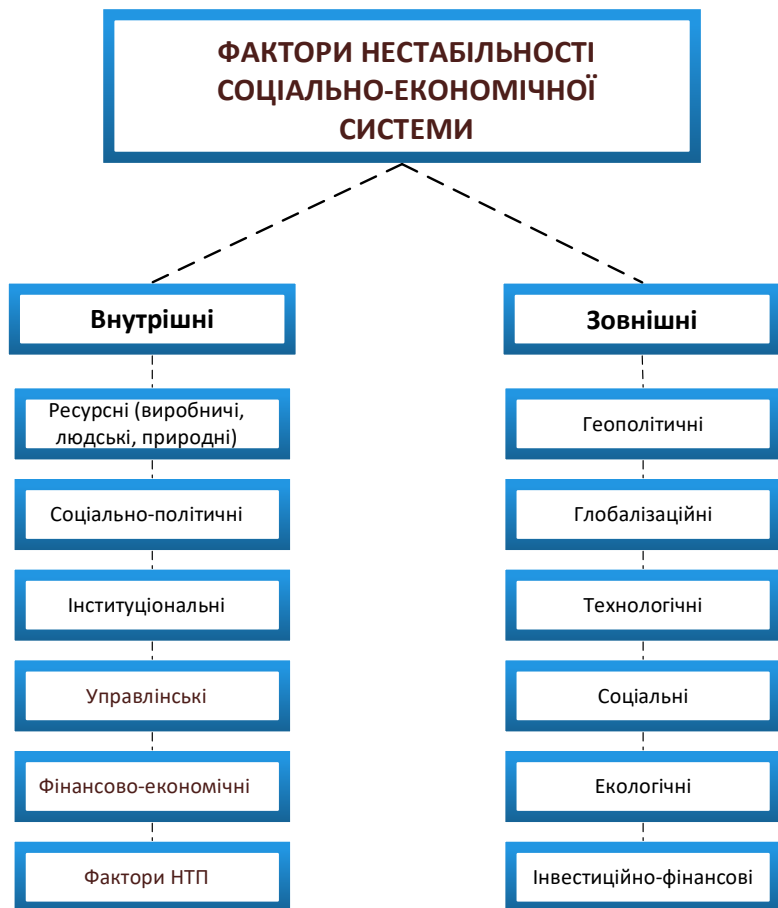 ФАКТОРИ НЕСТАБІЛЬНОСТІ
СОЦІАЛЬНО-ЕКОНОМІЧНОЇ
СИСТЕМИ
Внутрішні
Ресурсні (виробничі,
людські, природні)
Соціально-політичні
Інституціональні
Управлінські
Фінансово-економічні
Фактори НТП
Зовнішні
Геополітичні
Глобалізаційні
Технологічні
Соціальні
Екологічні
Інвестиційно-фінансові